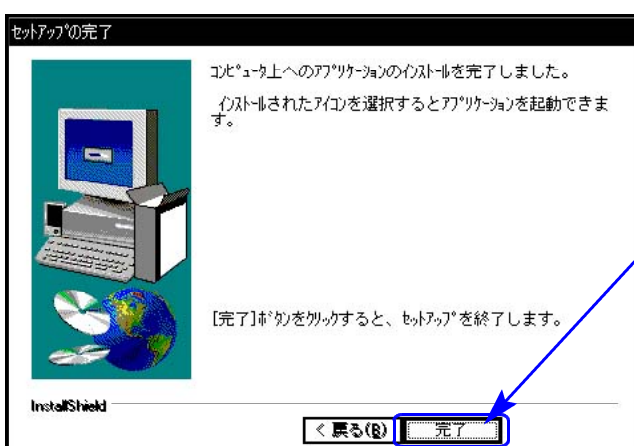 ｾｯﾄｱｯﾌﾟの完了
ｺﾝﾋﾟｭｰﾀ上へのｱﾌﾟﾘｹｰｼｮﾝのｲﾝｽﾄｰﾙを完了しました。
ｲﾝｽﾄｰﾙされたｱｲｺﾝを選択するとｱﾌﾟﾘｹｰｼｮﾝを起動できま
す。
[完了]ﾎﾞﾀﾝをｸﾘｯｸすると、ｾｯﾄｱｯﾌﾟを終了します。
InstallShield
< 戻る(B) 完了